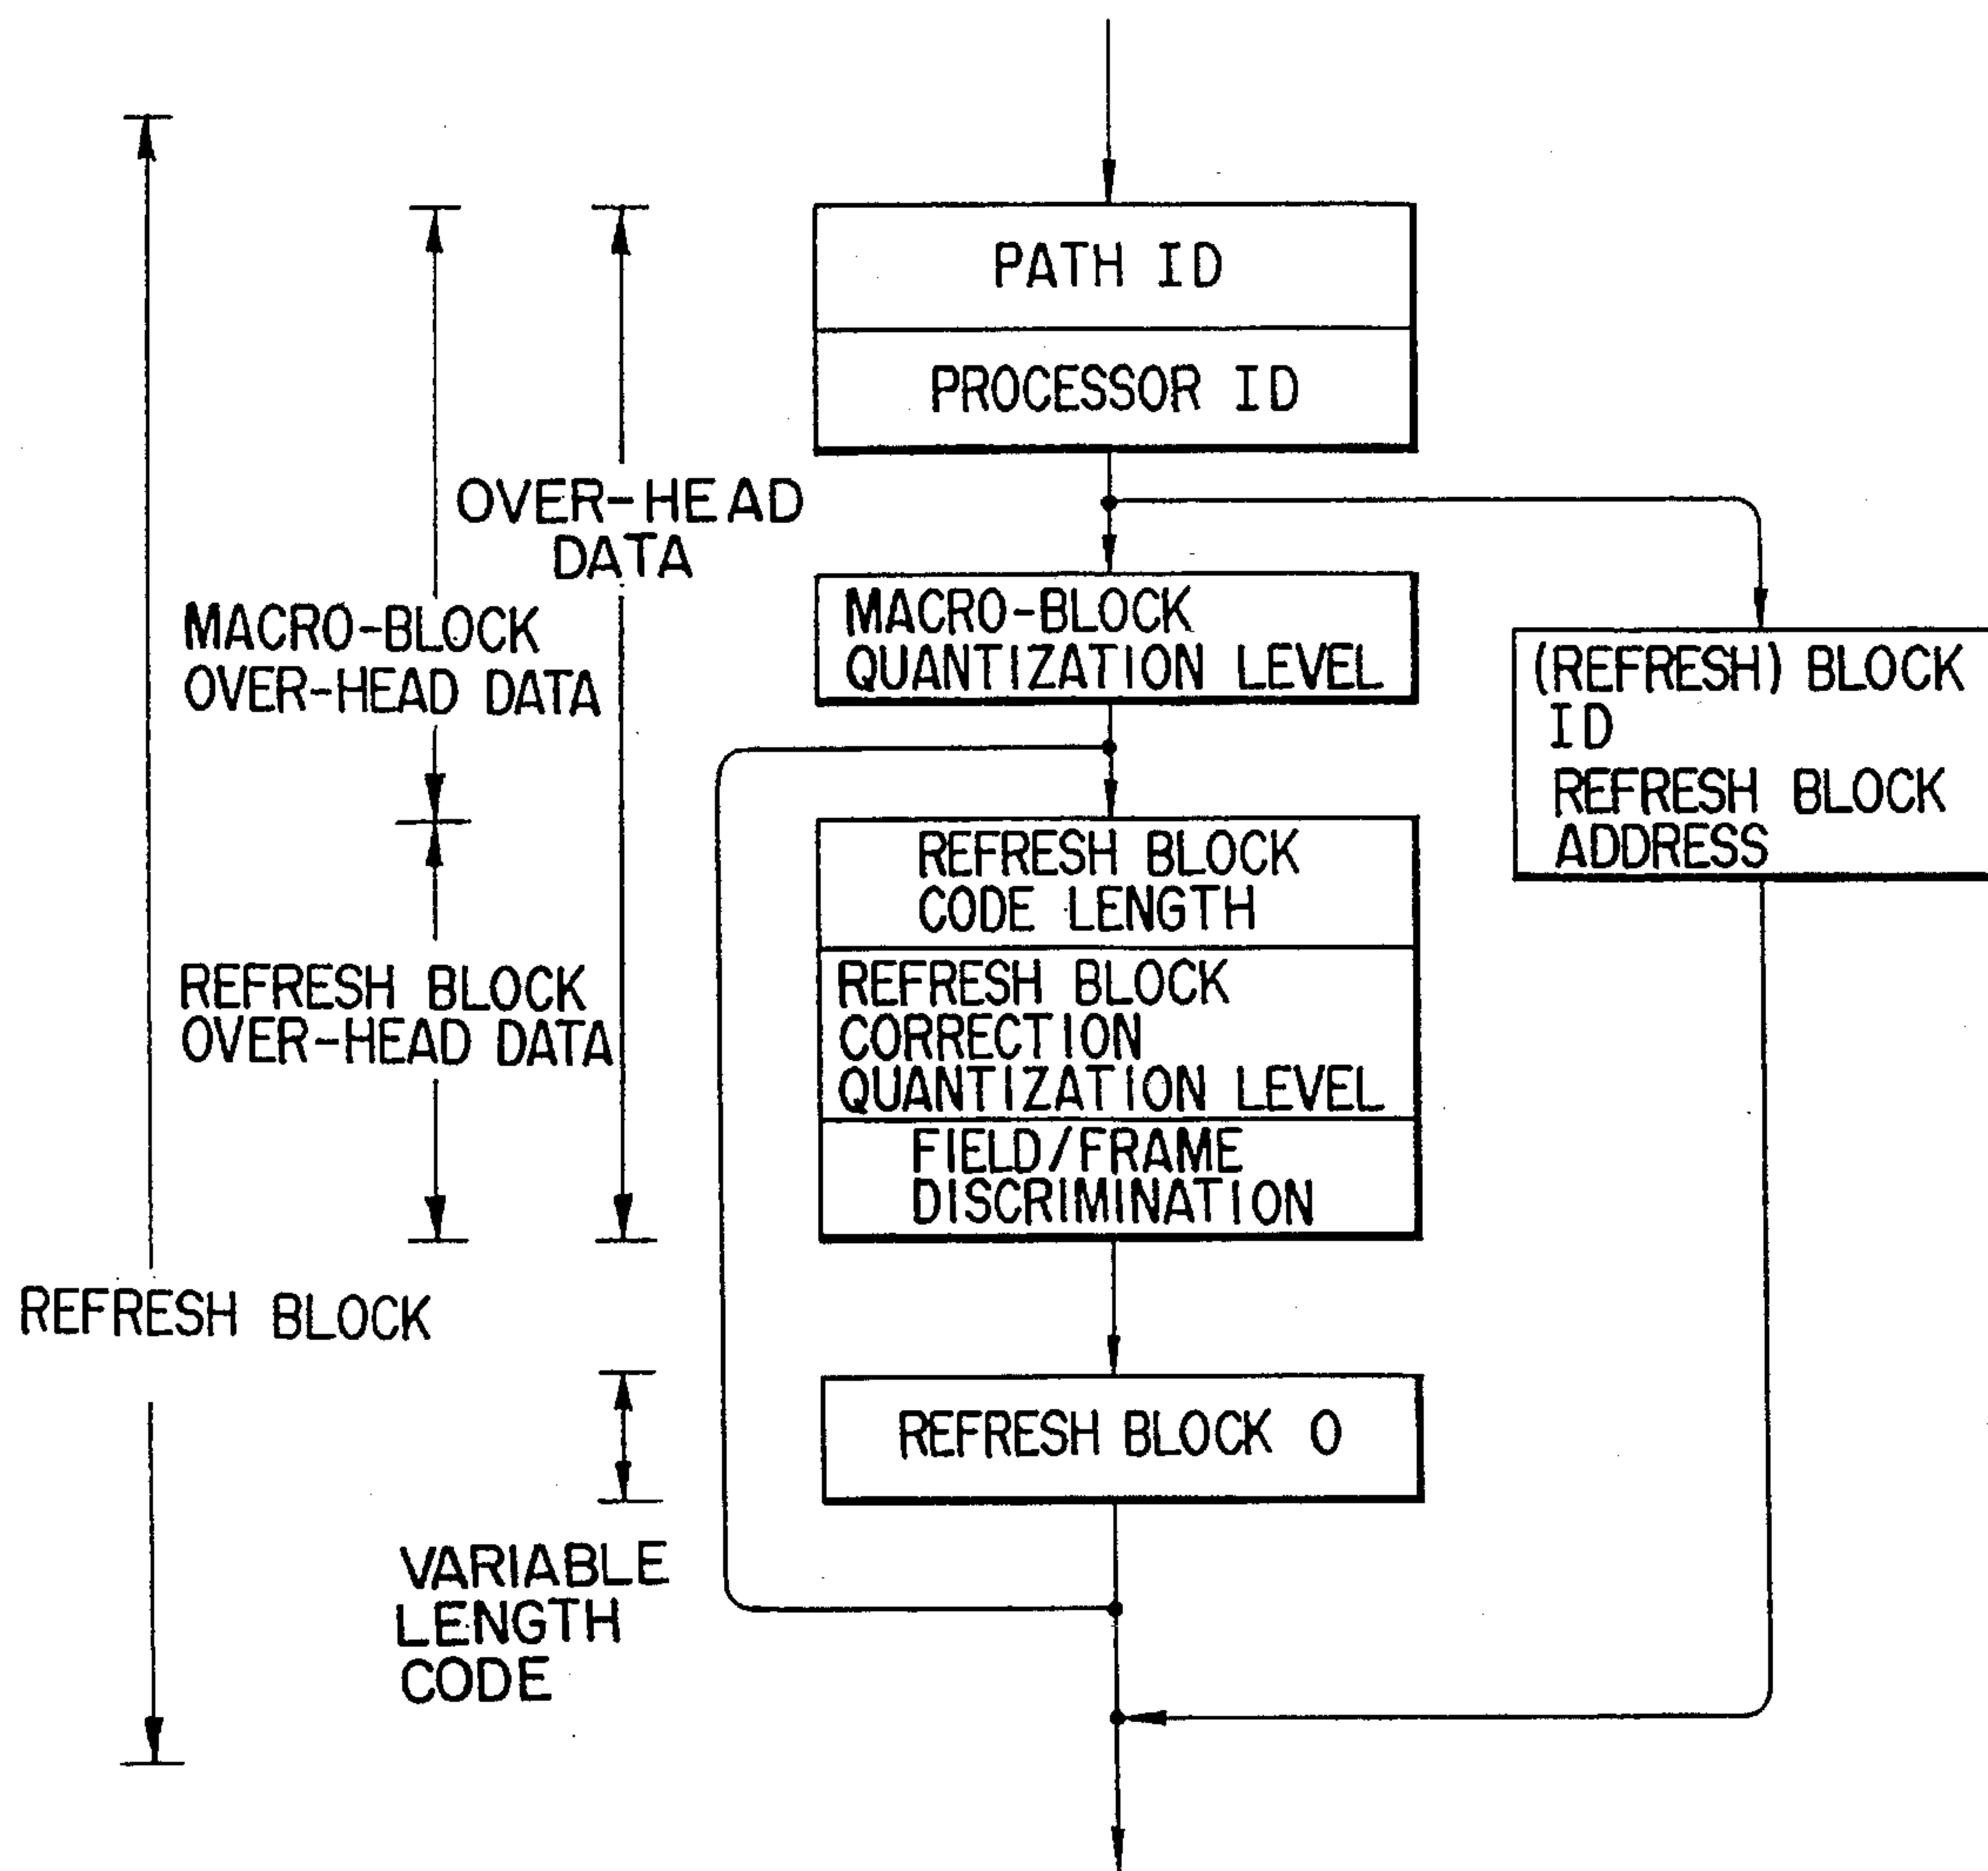 PATH ID
PROCESSOR ID
OVER-HEAD
DATA
MACRO-BLOCK
OVER-HEAD DATA
MACRO-BLOCK
QUANTIZATION LEVEL
(REFRESH) BLOCK
ID
REFRESH BLOCK
ADDRESS
REFRESH BLOCK
CODE LENGTH
REFRESH BLOCK
OVER-HEAD DATA
REFRESH BLOCK
CORRECTION
QUANTIZATION LEVEL
FIELD/FRAME
DISCRIMINATION
REFRESH BLOCK
REFRESH BLOCK 0
VARIABLE
LENGTH
CODE